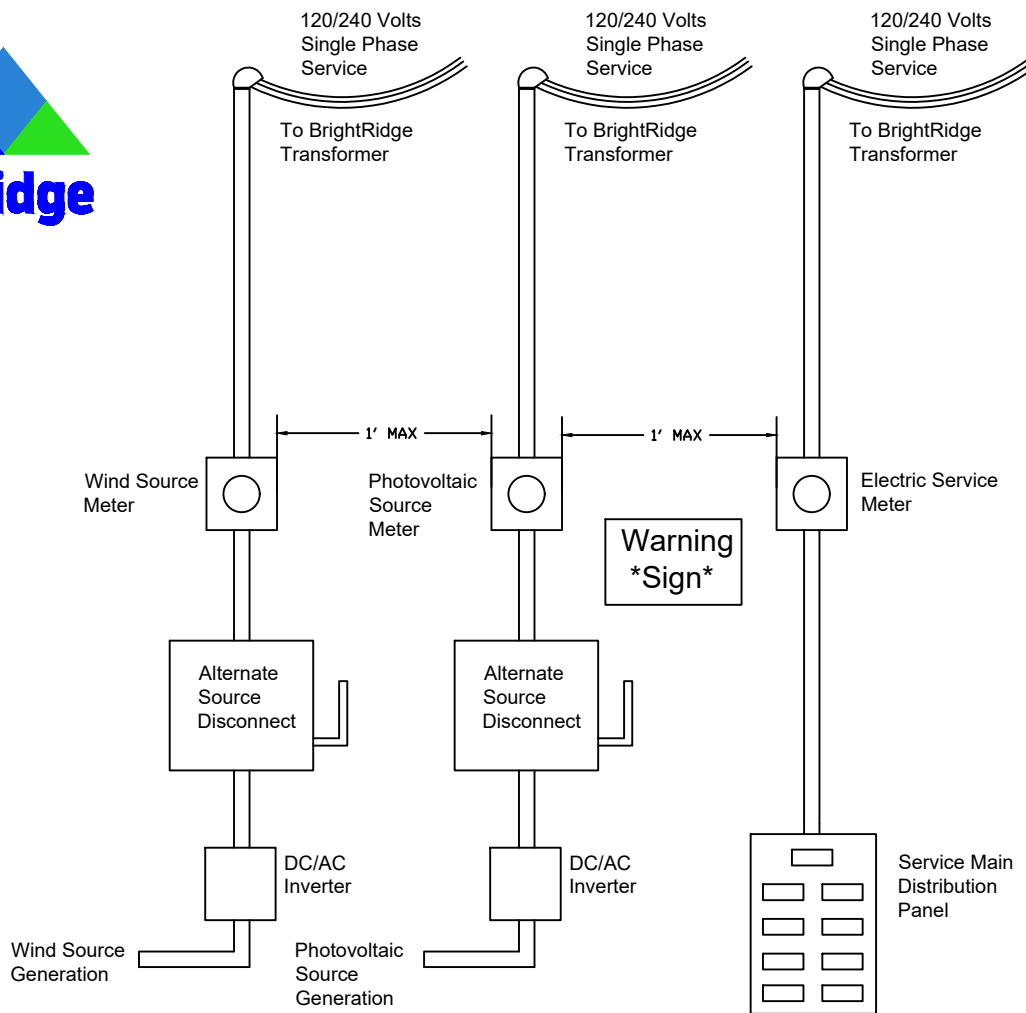 120/240 Volts
Single Phase
Service
120/240 Volts
Single Phase
Service
120/240 Volts
Single Phase
Service
To BrightRidge
Transformer
To BrightRidge
Transformer
To BrightRidge
Transformer
idge
1' MAX
1' MAX
Wind Source
Meter
Photovoltaic
Source
Meter
Electric Service
Meter
Warning
*Sign*
Alternate
Source
Disconnect
Alternate
Source
Disconnect
DC/AC
Inverter
DC/AC
Inverter
Service Main
Distribution
Panel
Wind Source
Generation
Photovoltaic
Source
Generation